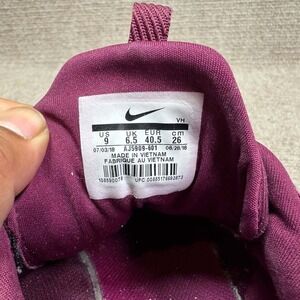 VH
US UK EUR cm
9 6.5 40.5 26
07/03/18 AJ5909-601 08/28/18
MADE IN VIETNAM
FABRIQUE AU VIETNAM